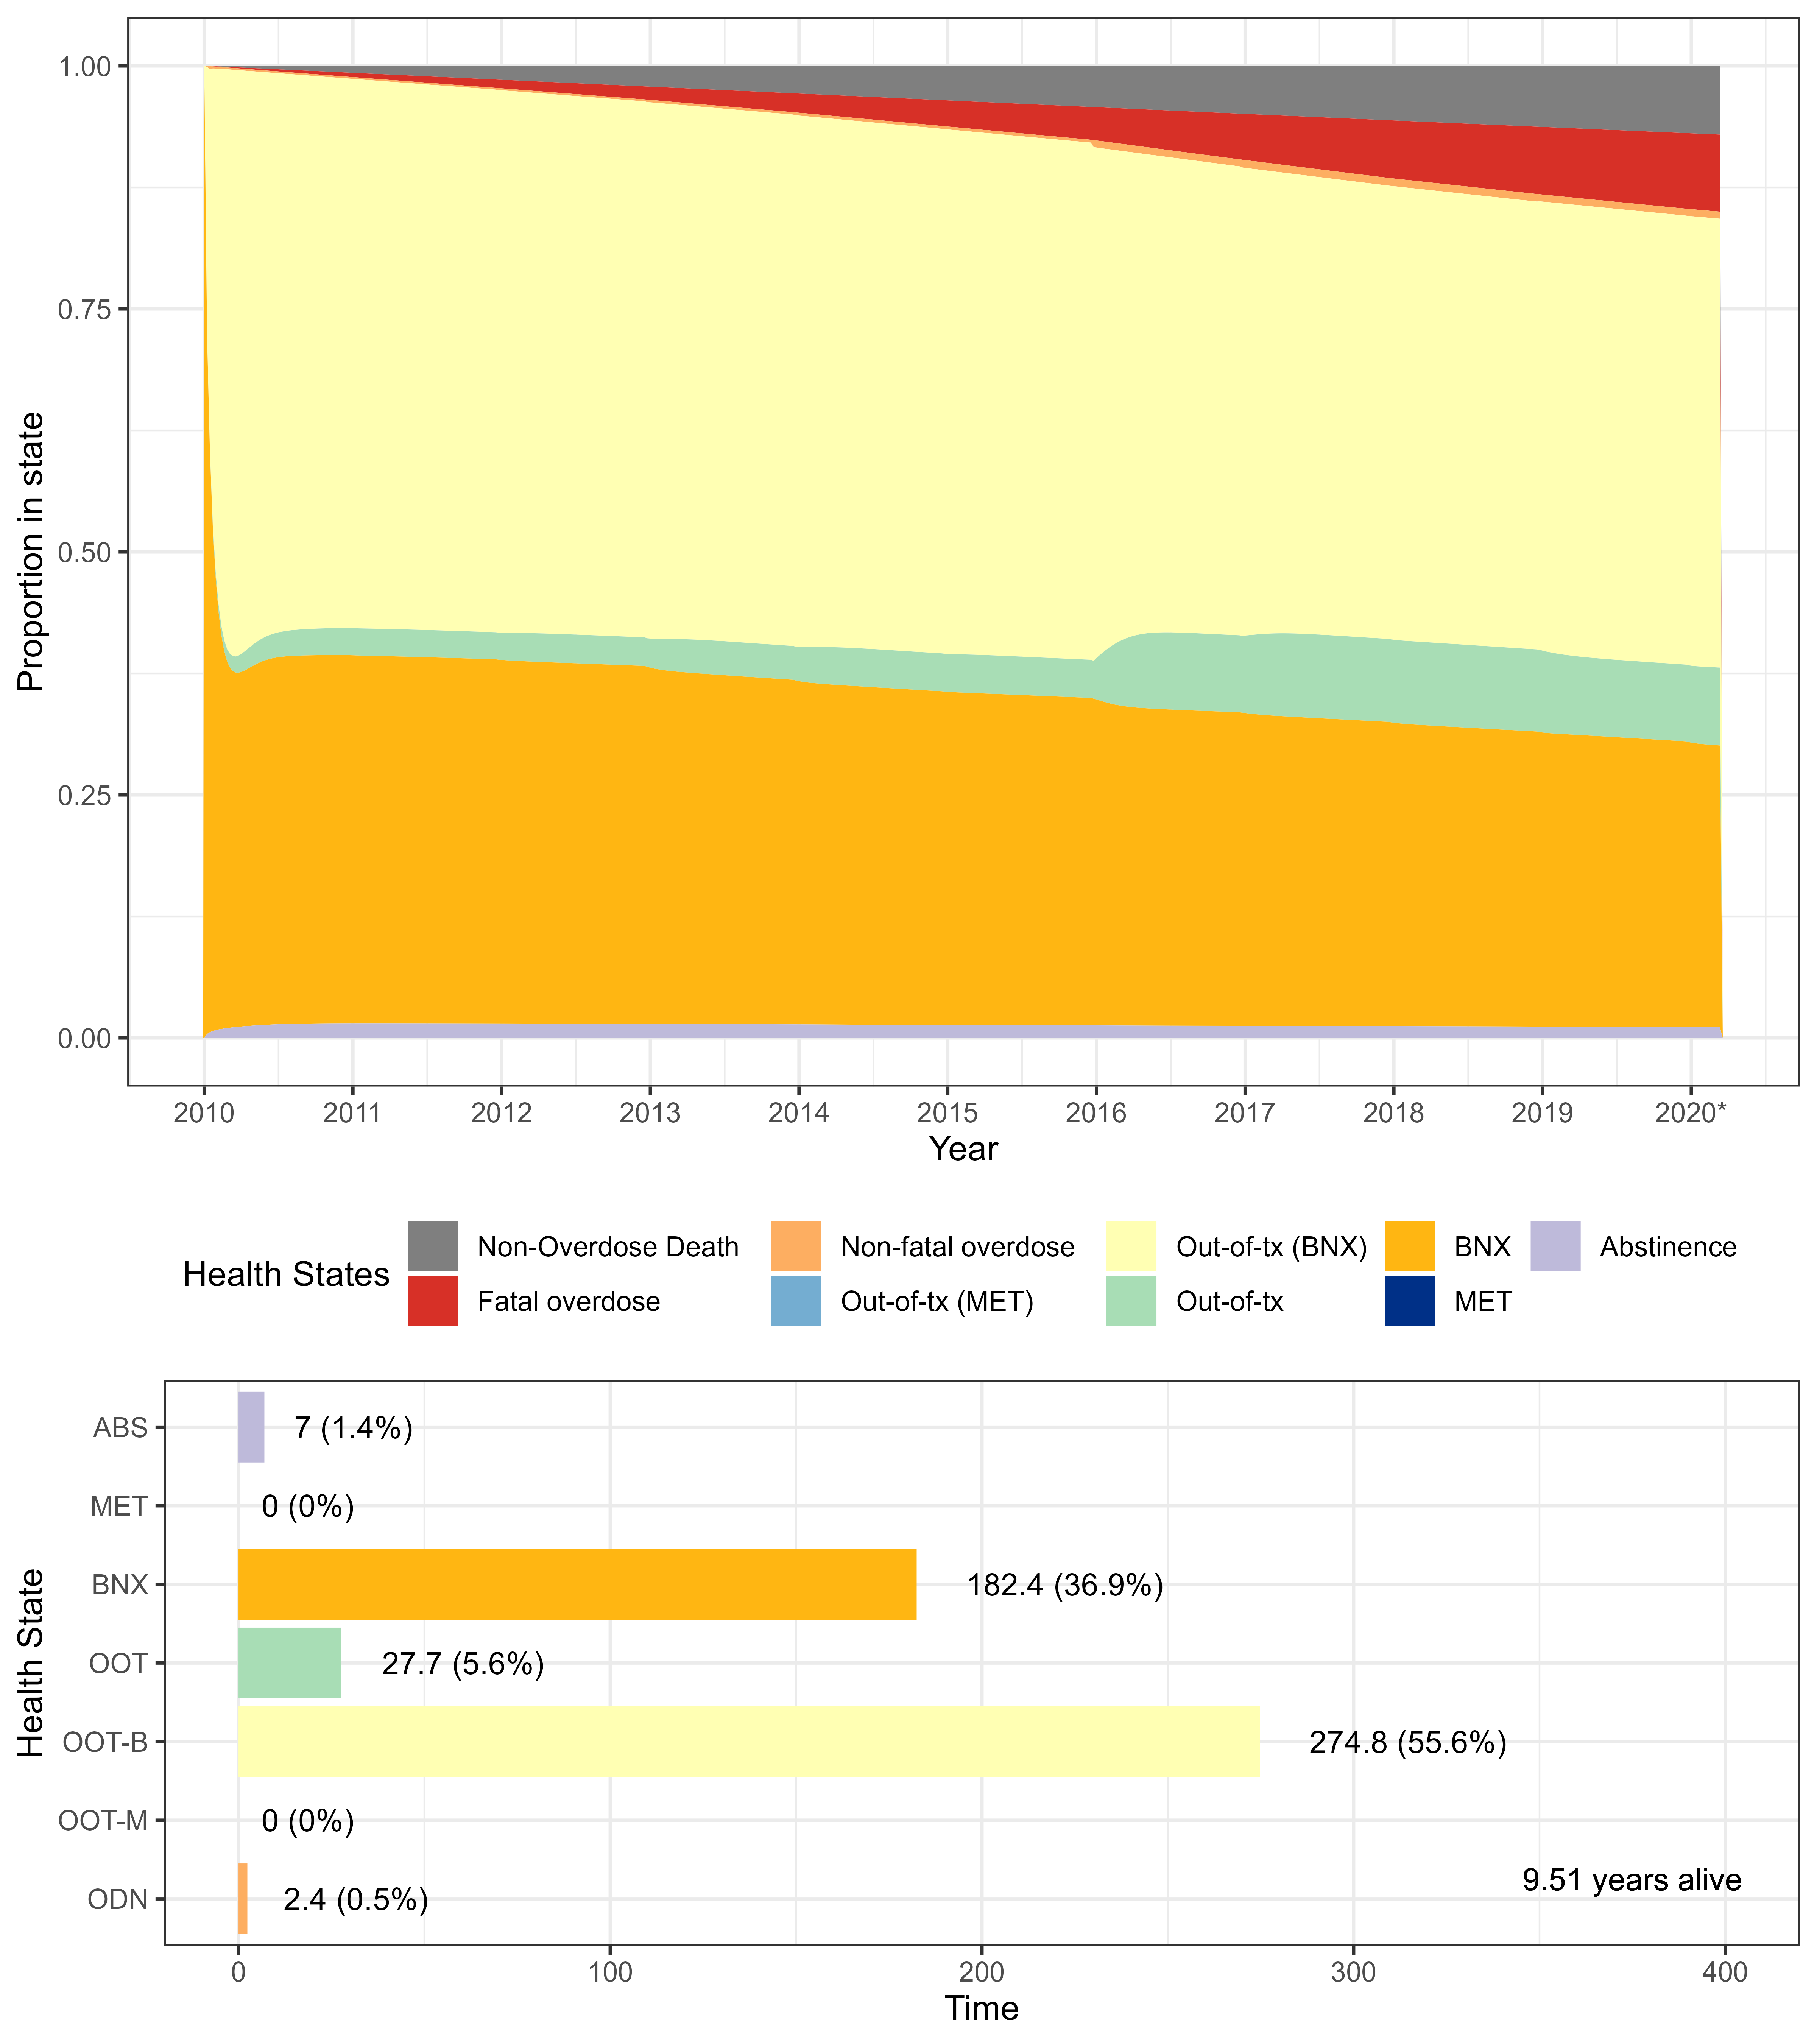 Proportion in state
1.00
0.75
0.50
0.25
0.00
2010 2011 2012 2013 2014 2015 2016 2017 2018 2019 2020*
Year
Health States
Non-Overdose Death Non-fatal overdose Out-of-tx (BNX) BNX Abstinence
Fatal overdose Out-of-tx (MET) Out-of-tx MET
Health State
ABS 7 (1.4%)
MET 0 (0%)
BNX 182.4 (36.9%)
OOT 27.7 (5.6%)
OOT-B 274.8 (55.6%)
OOT-M 0 (0%)
9.51 years alive
ODN 2.4 (0.5%)
0 100 200 300 400
Time